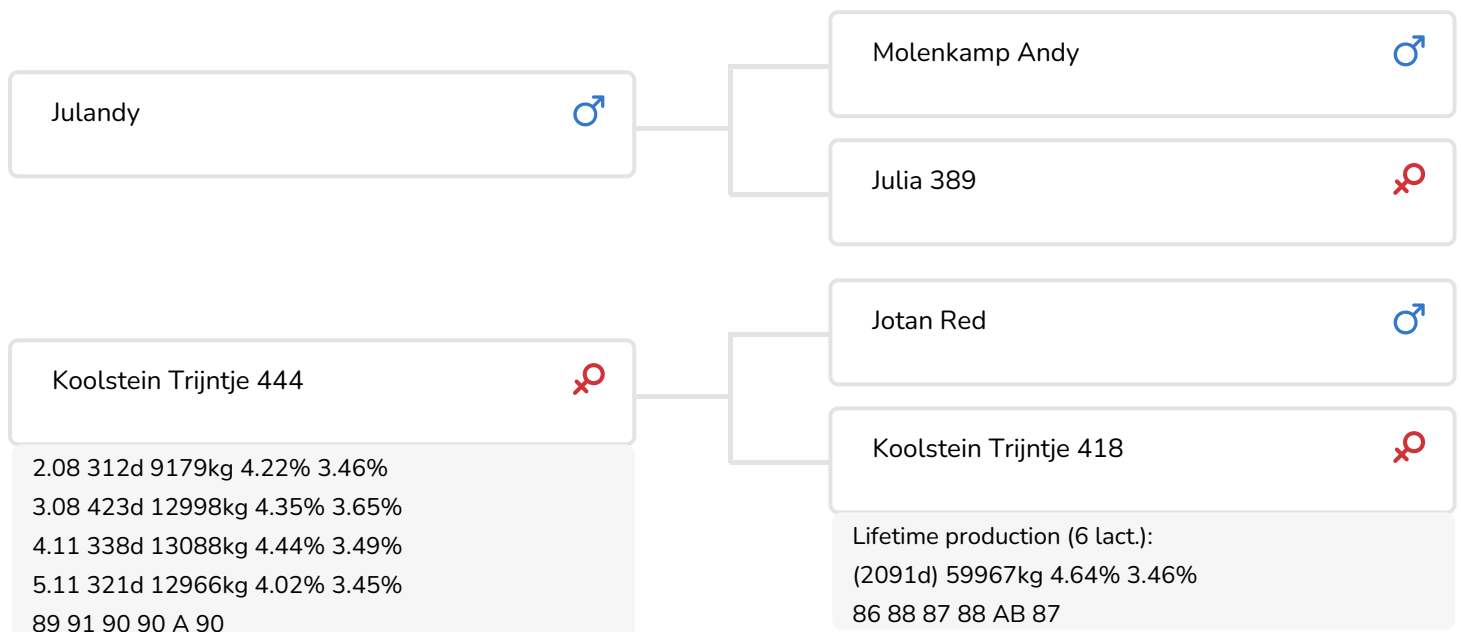 Julandy
Molenkamp Andy
Julia 389
Koolstein Trijntje 444
2.08 312d 9179kg 4.22% 3.46%
3.08 423d 12998kg 4.35% 3.65%
4.11 338d 13088kg 4.44% 3.49%
5.11 321d 12966kg 4.02% 3.45%
89 91 90 90 A 90
Jotan Red
Koolstein Trijntje 418
Lifetime production (6 lact.):
(2091d) 59967kg 4.64% 3.46%
86 88 87 88 AB 87